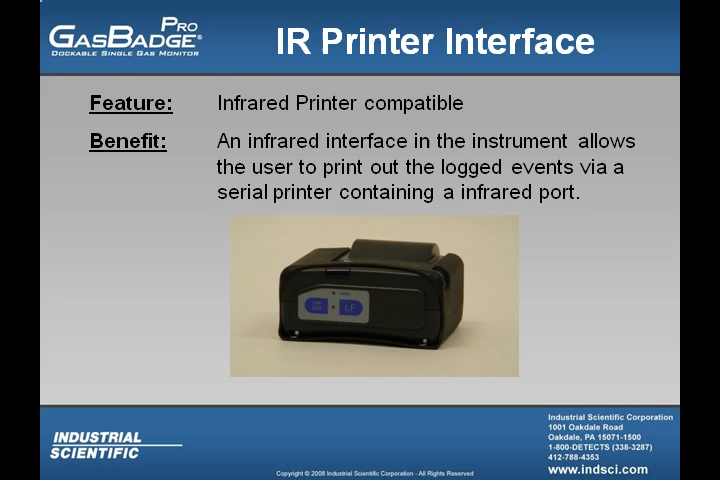 GASBADGE PRO®
DOCKABLE SINGLE GAS MONITOR
IR Printer Interface
Feature: Infrared Printer compatible
Benefit: An infrared interface in the instrument allows
the user to print out the logged events via a
serial printer containing a infrared port.
ON
OFF
LF
INDUSTRIAL
SCIENTIFIC
Industrial Scientific Corporation
1001 Oakdale Road
Oakdale, PA 15071-1500
1-800-DETECTS (338-3287)
412-788-4353
www.indsci.com
Copyright © 2008 Industrial Scientific Corporation - All Rights Reserved